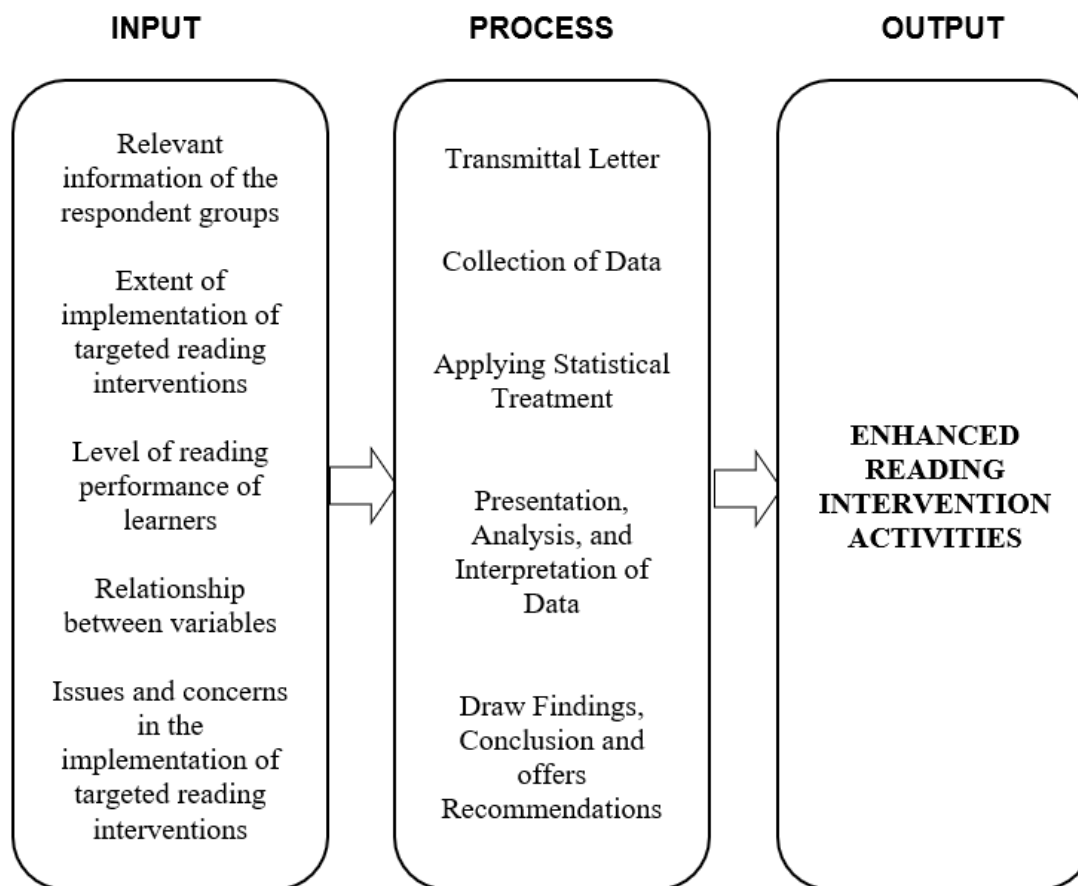 INPUT
Relevant
information of the
respondent groups
Extent of
implementation of
targeted reading
interventions
Level of reading
performance of
learners
Relationship
between variables
Issues and concerns
in the
implementation of
targeted reading
interventions
PROCESS
Transmittal Letter
Collection of Data
Applying Statistical
Treatment
Presentation,
Analysis, and
Interpretation of
Data
Draw Findings,
Conclusion and
offers
Recommendations
OUTPUT
ENHANCED
READING
INTERVENTION
ACTIVITIES